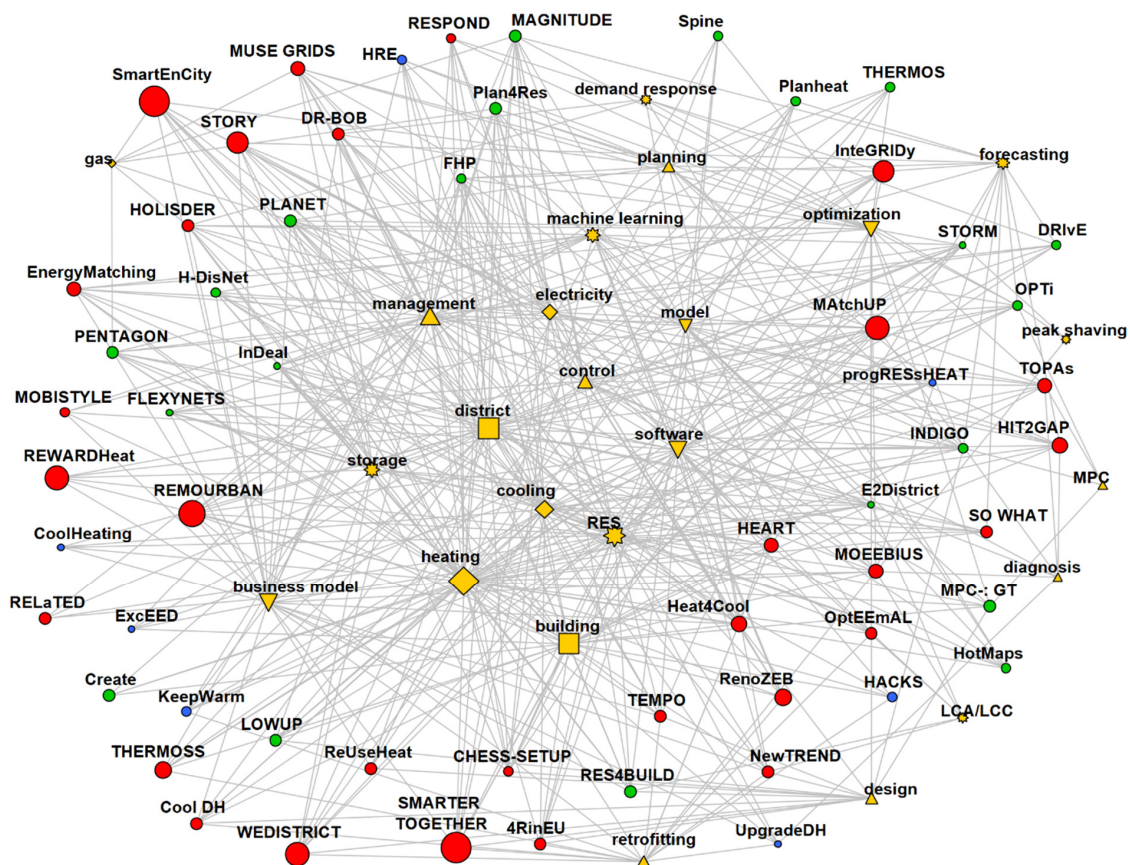 RESPOND
MAGNITUDE
Spine
MUSE GRIDS
HRE
SmartEnCity
Plan4Res
demand response
Planheat
THERMOS
STORY
DR-BOB
gas
FHP
planning
InteGRIDy
forecasting
HOLISDER
PLANET
machine learning
optimization
STORM
DRIvE
EnergyMatching
H-DisNet
management
electricity
model
MAtchUP
OPTi
peak shaving
PENTAGON
InDeal
control
progRESsHEAT
TOPAs
MOBISTYLE
FLEXYNETS
district
software
INDIGO
HIT2GAP
REWARDHeat
storage
MPC
REMOURBAN
cooling
E2District
RES
HEART
SO WHAT
CoolHeating
heating
MOEEBIUS
diagnosis
business model
MPC-: GT
RELaTED
ExcEED
building
Heat4Cool
OptEEmAL
HotMaps
Create
KeepWarm
RenoZEB
HACKS
TEMPO
LCA/LCC
LOWUP
THERMOSS
ReUseHeat
CHESS-SETUP
RES4BUILD
NewTREND
design
Cool DH
SMARTER
TOGETHER
WEDISTRICT
4RinEU
retrofitting
UpgradeDH